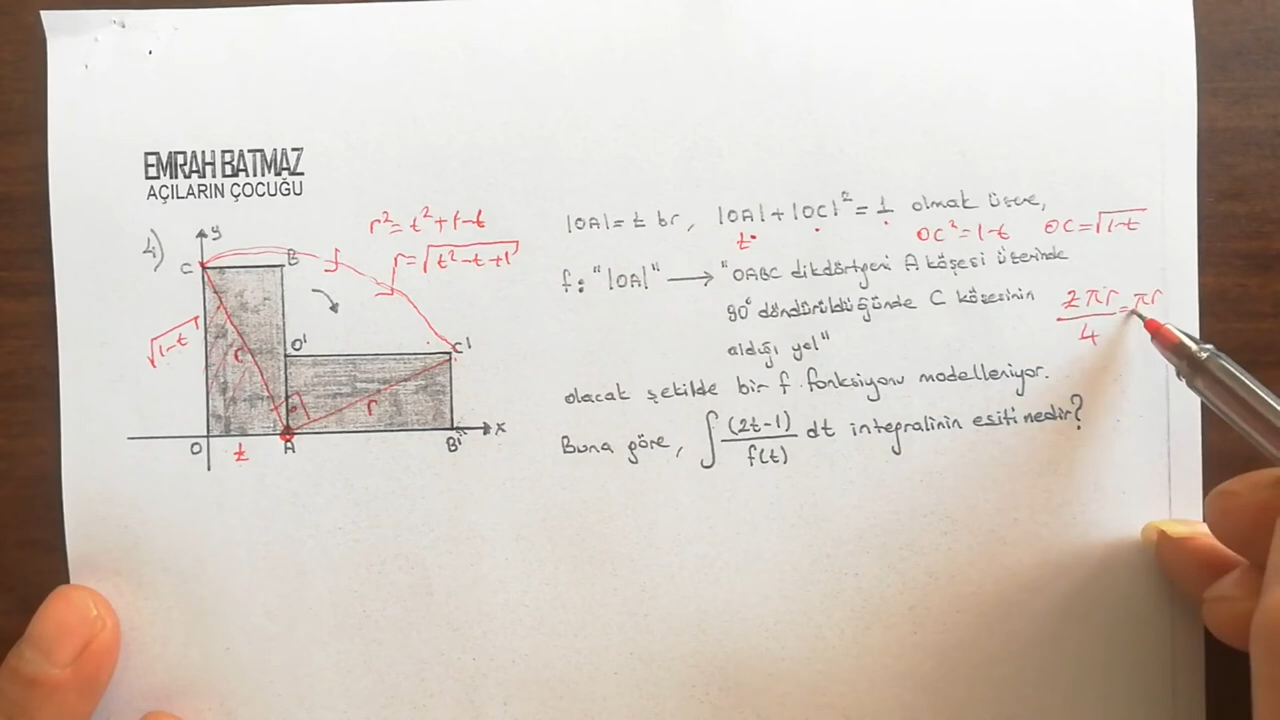 EMRAH BATMAZ
AÇILARIN ÇOCUĞU
4)
y
C
B
r² = t² + 1-t
r = √t²-t+1
√1-t
r
O'
C'
r
O
t
A
B'
x
|OA| = t br, |OA| + |OC|² = 1 olmak üzere,
t
OC² = 1-t OC = √1-t
f: "|OA|" → "OABC dikdörtgeni A köşesi üzerinde
90° döndürüldüğünde C köşesinin
aldığı yol"
2πr/4 = πr
olacak şekilde bir f fonksiyonu modelleniyor.
Buna göre, ∫ (2t-1)/f(t) dt integralinin eşiti nedir?